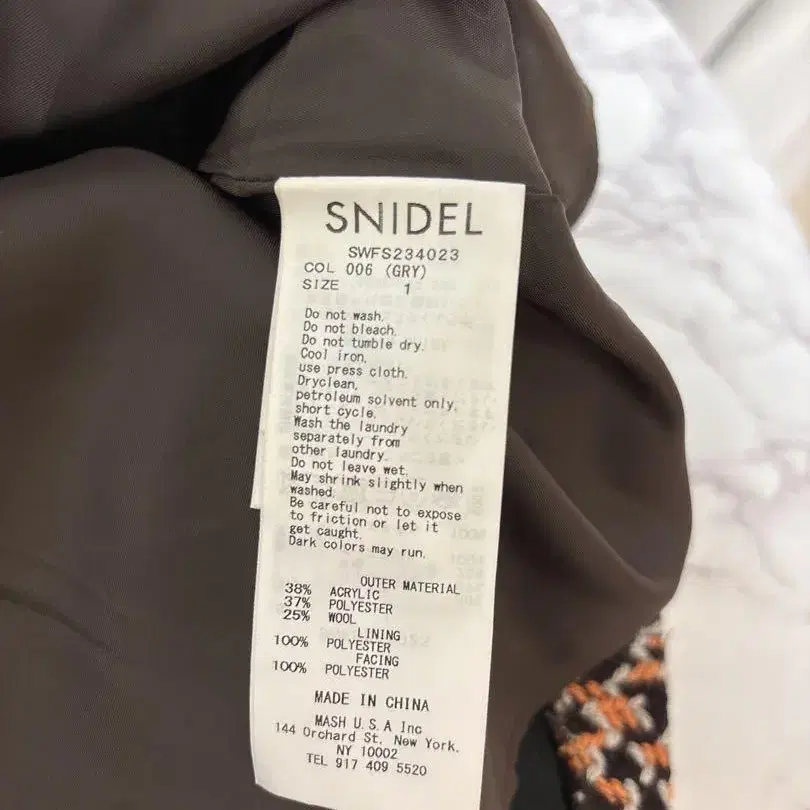 SNIDEL
SWFS234023
COL 006 (GRY)
SIZE 1
Do not wash.
Do not bleach.
Do not tumble dry.
Cool iron,
use press cloth.
Dryclean,
petroleum solvent only,
short cycle.
Wash the laundry
separately from
other laundry.
Do not leave wet.
May shrink slightly when
washed.
Be careful not to expose
to friction or let it
get caught.
Dark colors may run.
OUTER MATERIAL
38% ACRYLIC
37% POLYESTER
25% WOOL
LINING
100% POLYESTER
FACING
100% POLYESTER
MADE IN CHINA
MASH U.S.A Inc
144 Orchard St, New York.
NY 10002
TEL 917 409 5520